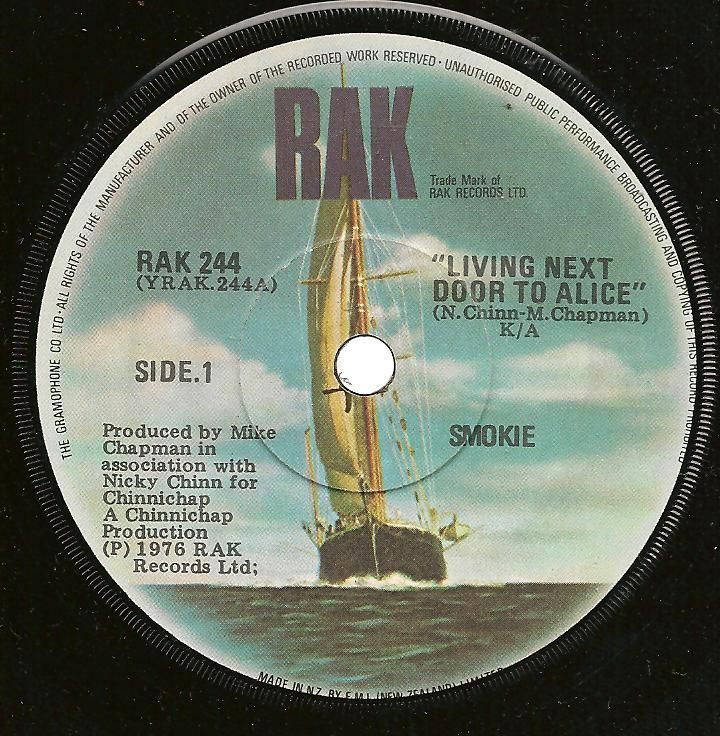 THE GRAMOPHONE CO LTD · ALL RIGHTS OF THE MANUFACTURER AND OF THE OWNER OF THE RECORDED WORK RESERVED · UNAUTHORISED PUBLIC PERFORMANCE BROADCASTING AND COPYING OF THIS RECORD PROHIBITED
RAK
Trade Mark of
RAK RECORDS LTD.
RAK 244
(YRAK.244A)
"LIVING NEXT
DOOR TO ALICE"
(N.Chinn-M.Chapman)
K/A
SIDE.1
SMOKIE
Produced by Mike
Chapman in
association with
Nicky Chinn for
Chinnichap
A Chinnichap
Production
(P) 1976 RAK
Records Ltd;
MADE IN N.Z. BY E.M.I. (NEW ZEALAND) LIMITED